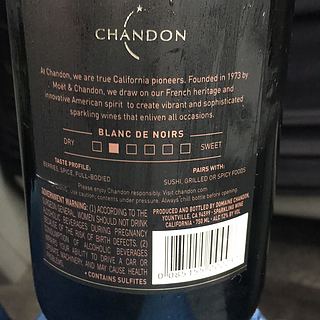 CHANDON
At Chandon, we are true California pioneers. Founded in 1973 by
Moët & Chandon, we draw on our French heritage and
innovative American spirit to create vibrant and sophisticated
sparkling wines that enliven all occasions.
BLANC DE NOIRS
DRY SWEET
TASTE PROFILE: PAIRS WITH:
BERRIES, SPICE, FULL-BODIED SUSHI, GRILLED OR SPICY FOODS
Please enjoy Chandon responsibly. Visit chandon.com
Use caution when opening. Always chill bottle before opening.
GOVERNMENT WARNING: (1) ACCORDING TO THE
SURGEON GENERAL, WOMEN SHOULD NOT DRINK
ALCOHOLIC BEVERAGES DURING PREGNANCY
BECAUSE OF THE RISK OF BIRTH DEFECTS. (2)
CONSUMPTION OF ALCOHOLIC BEVERAGES
IMPAIRS YOUR ABILITY TO DRIVE A CAR OR
OPERATE MACHINERY, AND MAY CAUSE HEALTH
PROBLEMS.
• CONTAINS SULFITES
PRODUCED AND BOTTLED BY DOMAINE CHANDON,
YOUNTVILLE, CA 94599 • SPARKLING WINE
CALIFORNIA • 750 ML • ALC 12% BY VOL